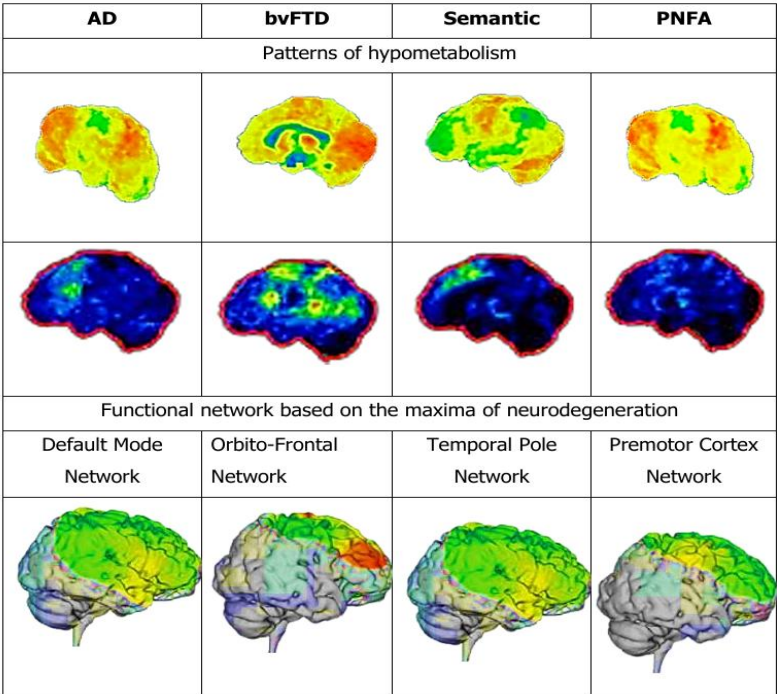 AD bvFTD Semantic PNFA
Patterns of hypometabolism
Functional network based on the maxima of neurodegeneration
Default Mode Network
Orbito-Frontal Network
Temporal Pole Network
Premotor Cortex Network